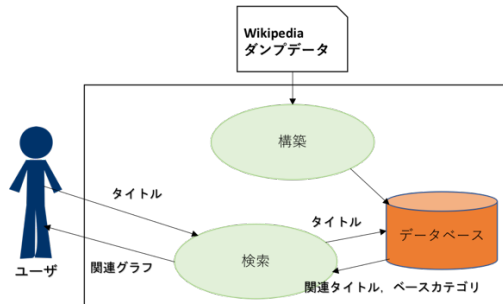 Wikipedia
ダンプデータ
構築
タイトル
タイトル
データベース
検索
関連グラフ
ユーザ
関連タイトル，ベースカテゴリ